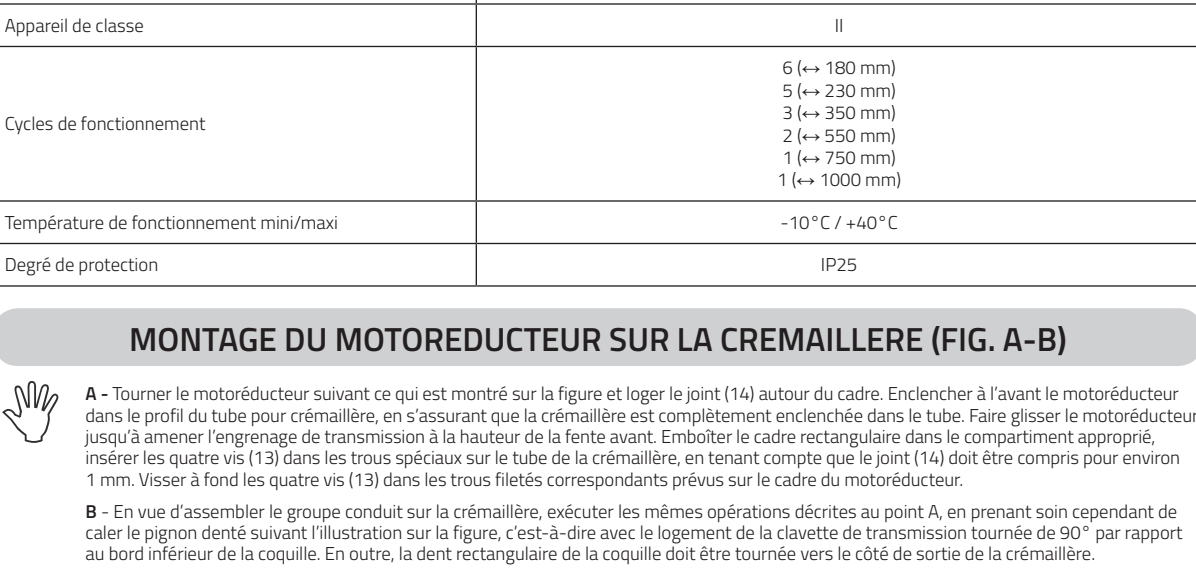 Appareil de classe II
Cycles de fonctionnement
6 (↔ 180 mm)
5 (↔ 230 mm)
3 (↔ 350 mm)
2 (↔ 550 mm)
1 (↔ 750 mm)
1 (↔ 1000 mm)
Température de fonctionnement mini/maxi -10°C / +40°C
Degré de protection IP25
MONTAGE DU MOTOREDUCTEUR SUR LA CREMAILLERE (FIG. A-B)
A - Tourner le motoréducteur suivant ce qui est montré sur la figure et loger le joint (14) autour du cadre. Enclencher à l'avant le motoréducteur
dans le profil du tube pour crémaillère, en s'assurant que la crémaillère est complètement enclenchée dans le tube. Faire glisser le motoréducteur
jusqu'à amener l'engrenage de transmission à la hauteur de la fente avant. Emboîter le cadre rectangulaire dans le compartiment approprié,
insérer les quatre vis (13) dans les trous spéciaux sur le tube de la crémaillère, en tenant compte que le joint (14) doit être compris pour environ
1 mm. Visser à fond les quatre vis (13) dans les trous filetés correspondants prévus sur le cadre du motoréducteur.
B - En vue d'assembler le groupe conduit sur la crémaillère, exécuter les mêmes opérations décrites au point A, en prenant soin cependant de
caler le pignon denté suivant l'illustration sur la figure, c'est-à-dire avec le logement de la clavette de transmission tournée de 90° par rapport
au bord inférieur de la coquille. En outre, la dent rectangulaire de la coquille doit être tournée vers le côté de sortie de la crémaillère.